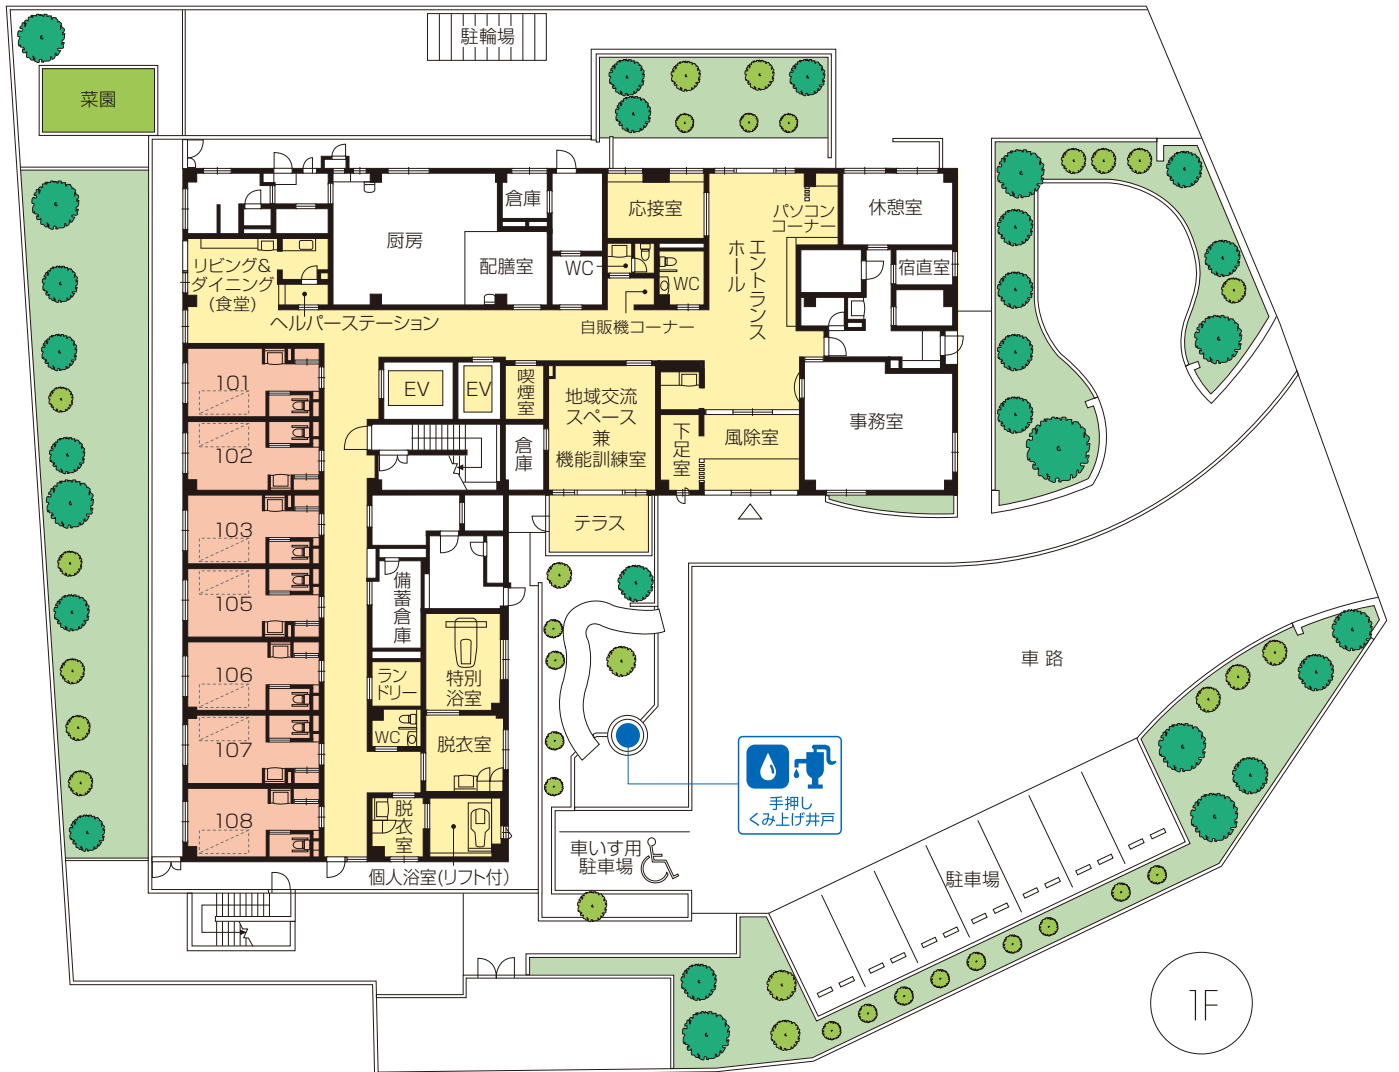 駐輪場
菜園
倉庫
応接室
パソコン
コーナー
休憩室
厨房
配膳室
WC
WC
エントランス
ホール
宿直室
リビング&
ダイニング
(食堂)
ヘルパーステーション
自販機コーナー
101
EV
EV
喫煙室
地域交流
スペース
兼
機能訓練室
下足室
風除室
事務室
102
倉庫
103
テラス
105
備蓄倉庫
106
ラン
ドリー
特別
浴室
車路
107
WC
脱衣室
108
脱衣室
個人浴室(リフト付)
手押し
くみ上げ井戸
車いす用
駐車場
駐車場
1F